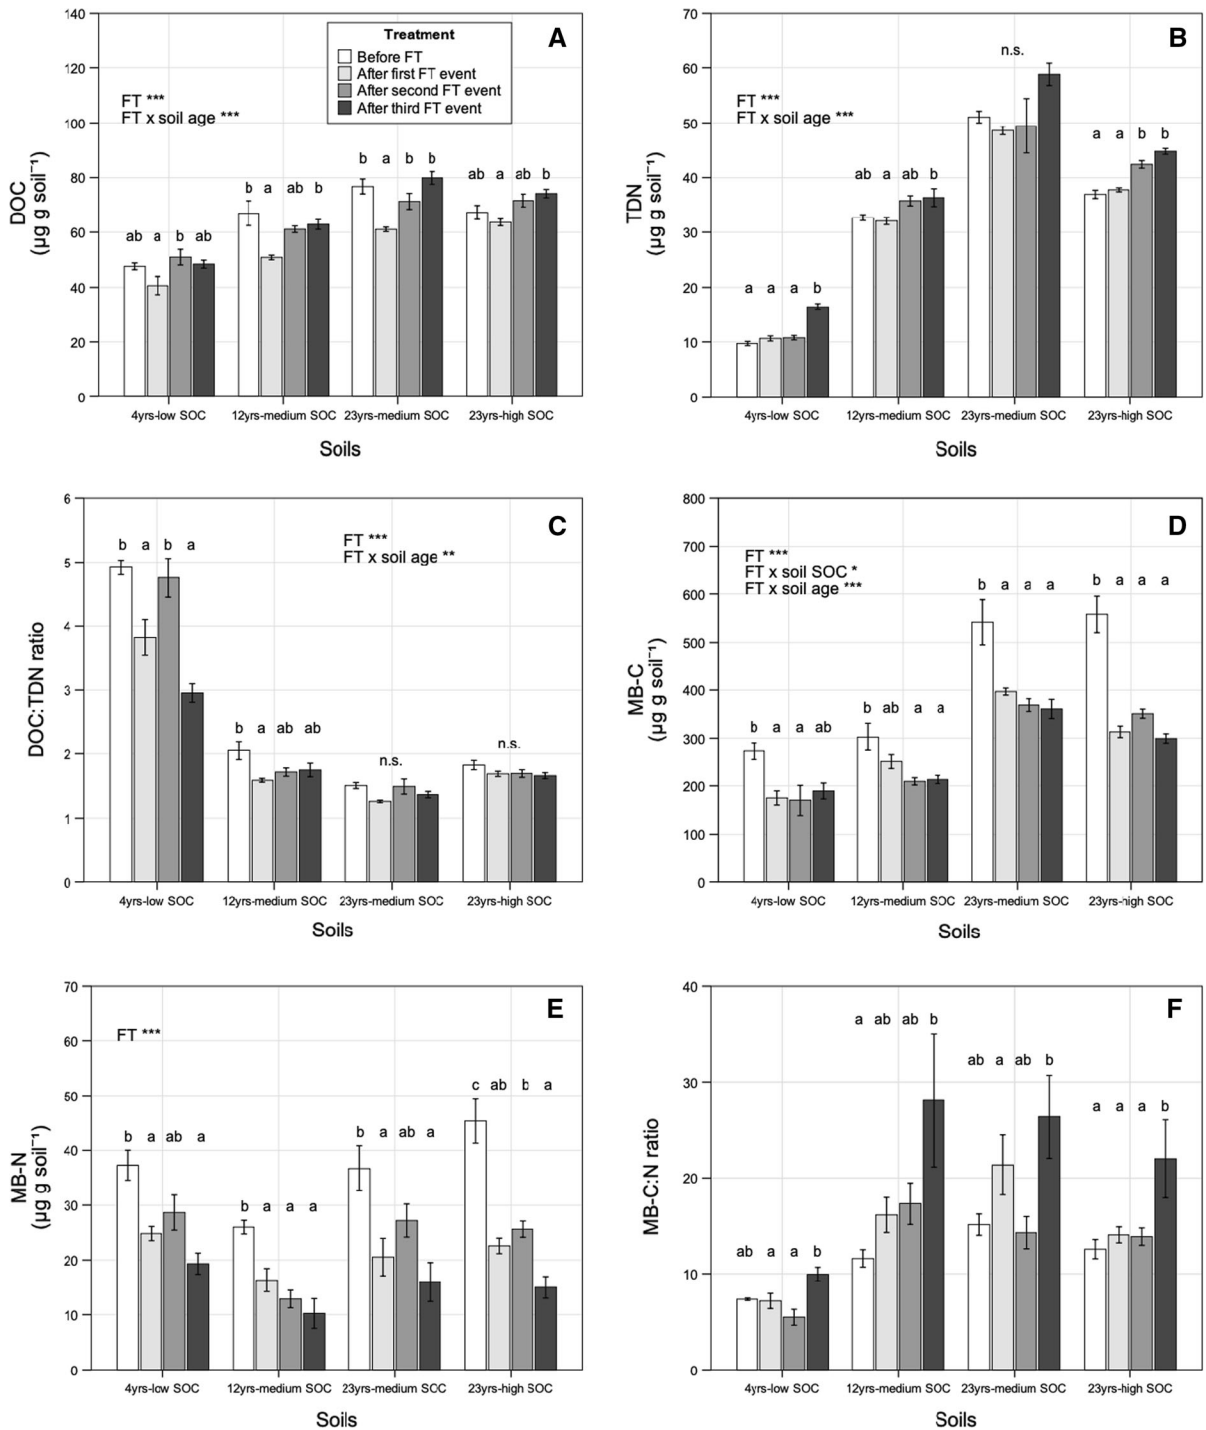 A
Treatment
Before FT
After first FT event
After second FT event
After third FT event
FT ***
FT x soil age ***
140
120
100
80
60
40
20
0
DOC
(µg g soil⁻¹)
ab a b ab
b a ab b
b a b b
ab a ab b
4yrs-low SOC 12yrs-medium SOC 23yrs-medium SOC 23yrs-high SOC
Soils
B
FT ***
FT x soil age ***
70
60
50
40
30
20
10
0
TDN
(µg g soil⁻¹)
a a a b
ab a ab b
n.s.
a a b b
4yrs-low SOC 12yrs-medium SOC 23yrs-medium SOC 23yrs-high SOC
Soils
C
FT ***
FT x soil age **
6
5
4
3
2
1
0
DOC:TDN ratio
b a b a
b a ab ab
n.s.
n.s.
4yrs-low SOC 12yrs-medium SOC 23yrs-medium SOC 23yrs-high SOC
Soils
D
FT ***
FT x soil SOC *
FT x soil age ***
800
700
600
500
400
300
200
100
0
MB-C
(µg g soil⁻¹)
b a a ab
b ab a a
b a a a
b a a a
4yrs-low SOC 12yrs-medium SOC 23yrs-medium SOC 23yrs-high SOC
Soils
E
FT ***
70
60
50
40
30
20
10
0
MB-N
(µg g soil⁻¹)
b a ab a
b a a a
b a ab a
c ab b a
4yrs-low SOC 12yrs-medium SOC 23yrs-medium SOC 23yrs-high SOC
Soils
F
40
30
20
10
0
MB-C:N ratio
ab a a b
a ab ab b
ab a ab b
a a a b
4yrs-low SOC 12yrs-medium SOC 23yrs-medium SOC 23yrs-high SOC
Soils